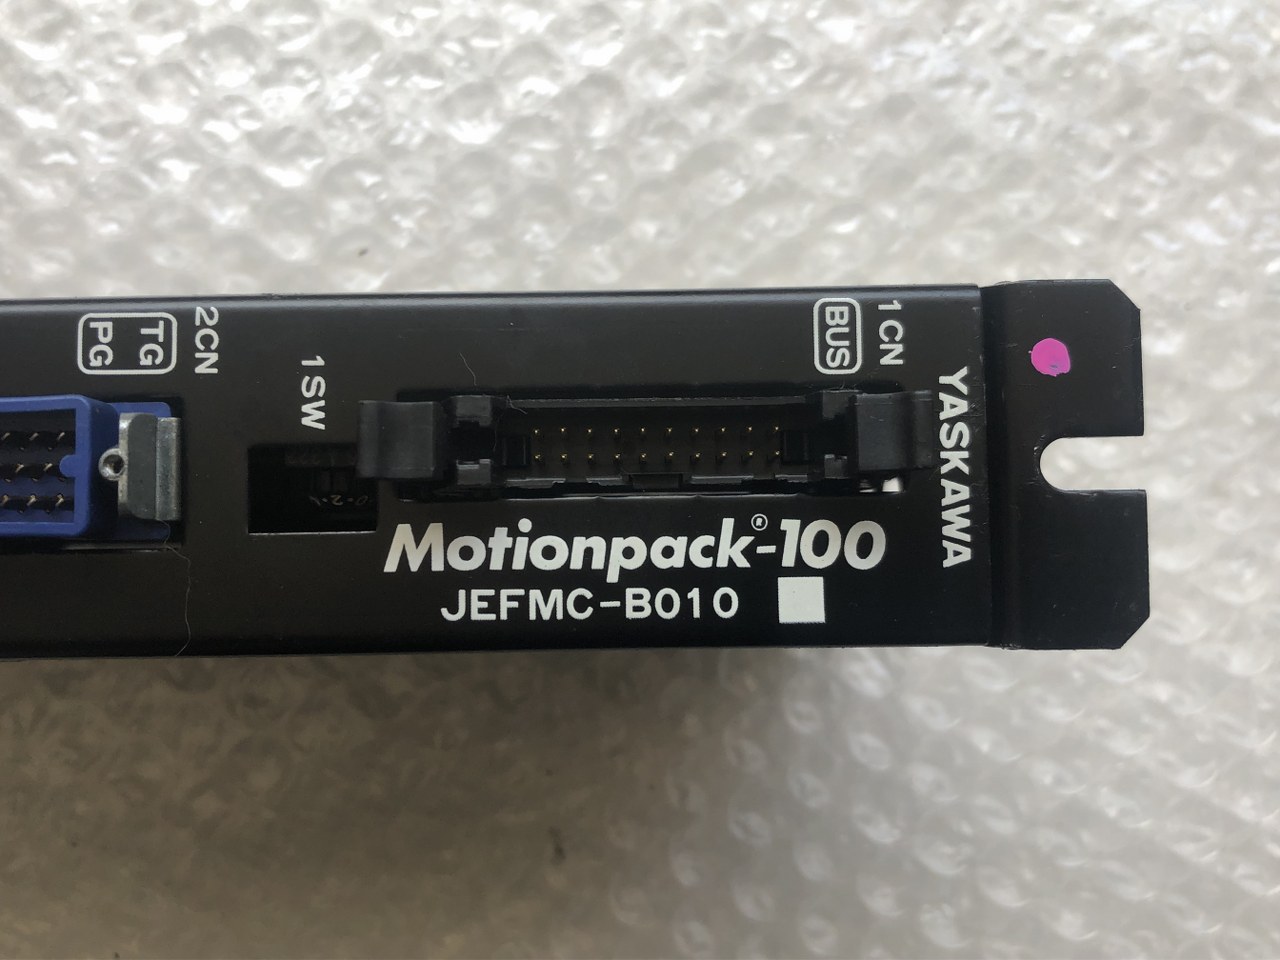 2CN
TG
PG
1SW
1CN
BUS
YASKAWA
Motionpack®-100
JEFMC-B010